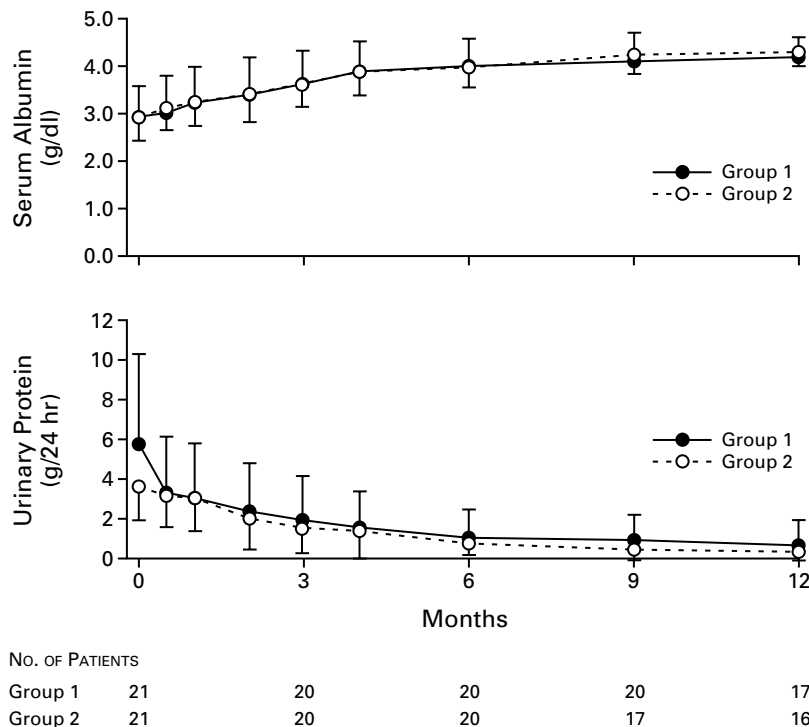 5.0
4.0
3.0
2.0
1.0
0.0
Serum Albumin
(g/dl)
Group 1
Group 2
12
10
8
6
4
2
0
Urinary Protein
(g/24 hr)
Group 1
Group 2
0 3 6 9 12
Months
NO. OF PATIENTS
Group 1 21 20 20 20 17
Group 2 21 20 20 17 16